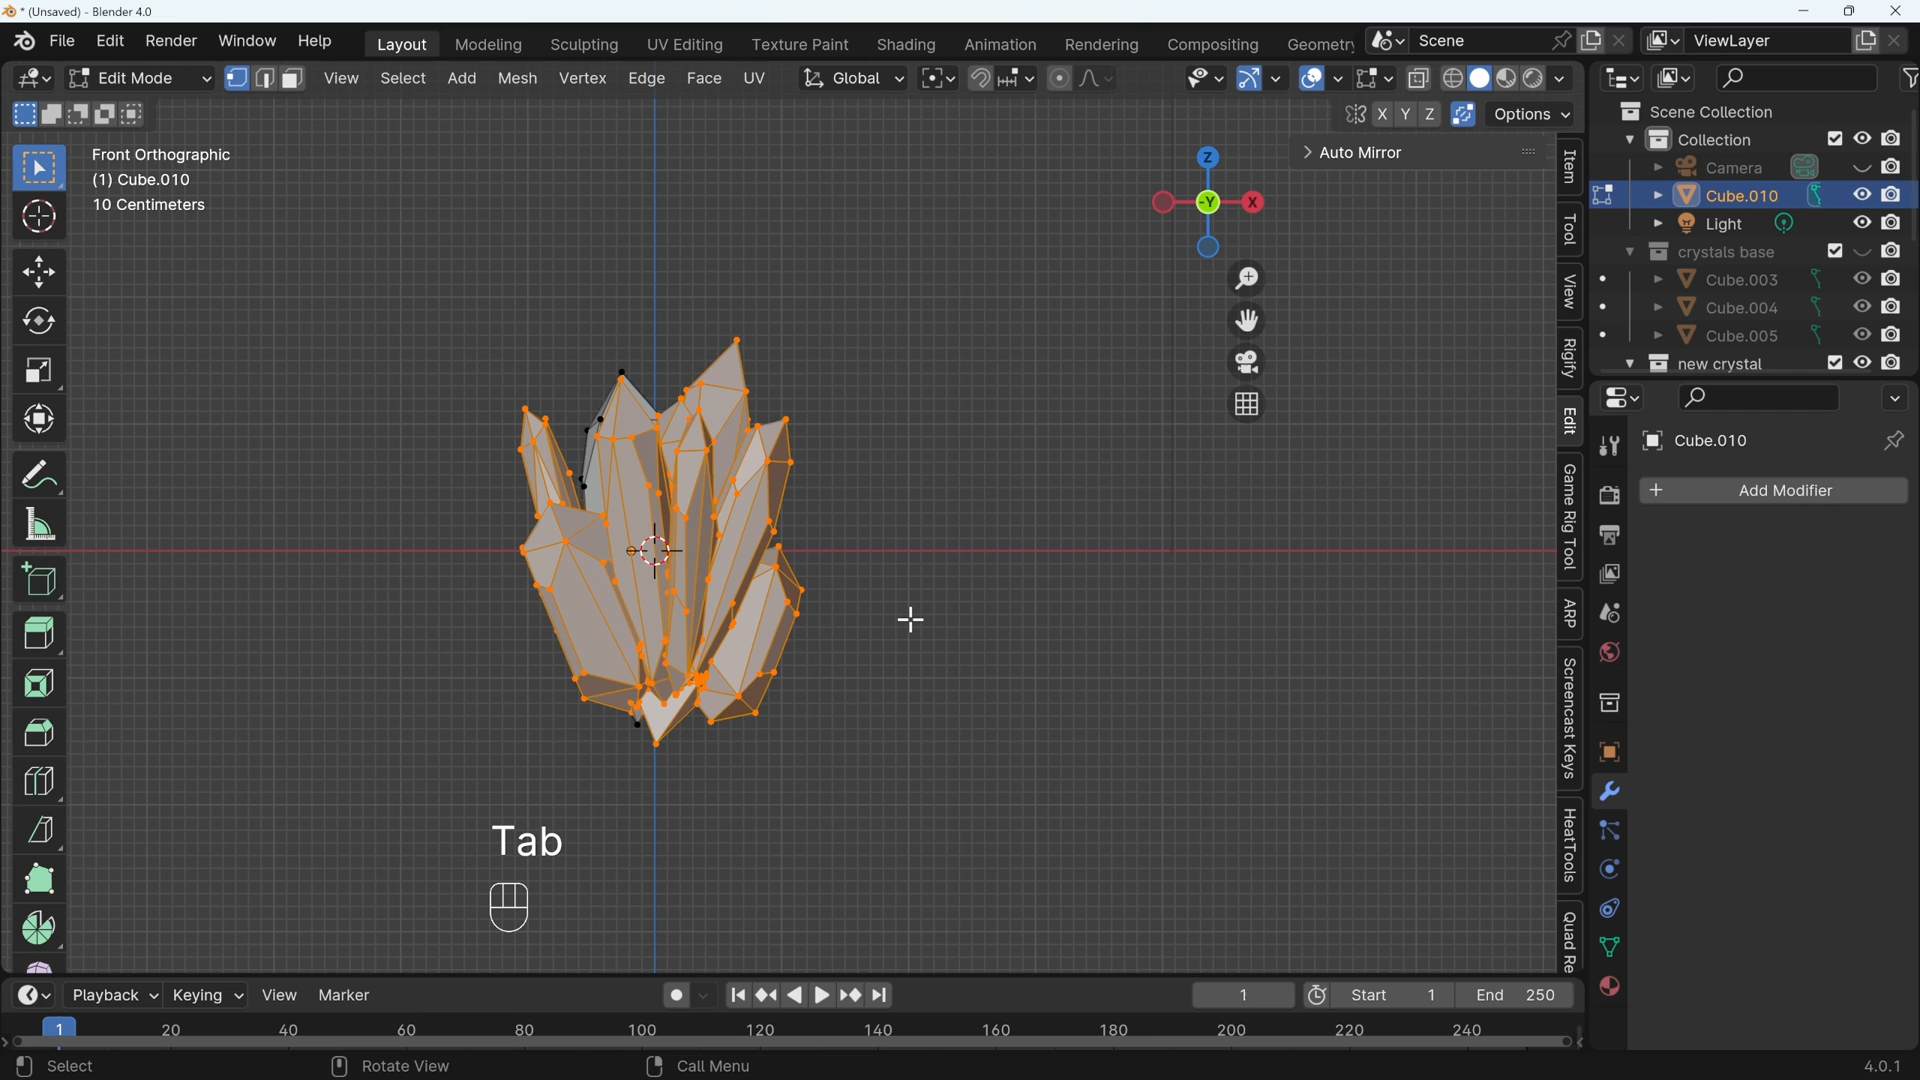 * (Unsaved) - Blender 4.0
File Edit Render Window Help Layout Modeling Sculpting UV Editing Texture Paint Shading Animation Rendering Compositing Geometry Scene ViewLayer
Edit Mode View Select Add Mesh Vertex Edge Face UV Global
X Y Z Options
Front Orthographic
(1) Cube.010
10 Centimeters
Auto Mirror
Z
-Y X
Item
Tool
View
Rigify
Edit
Game Rig Tool
ARP
Screencast Keys
HeatTools
Quad Re
Scene Collection
Collection
Camera
Cube.010
Light
crystals base
Cube.003
Cube.004
Cube.005
new crystal
Cube.010
+ Add Modifier
Tab
Playback Keying View Marker 1 Start 1 End 250
1 20 40 60 80 100 120 140 160 180 200 220 240
Select Rotate View Call Menu 4.0.1